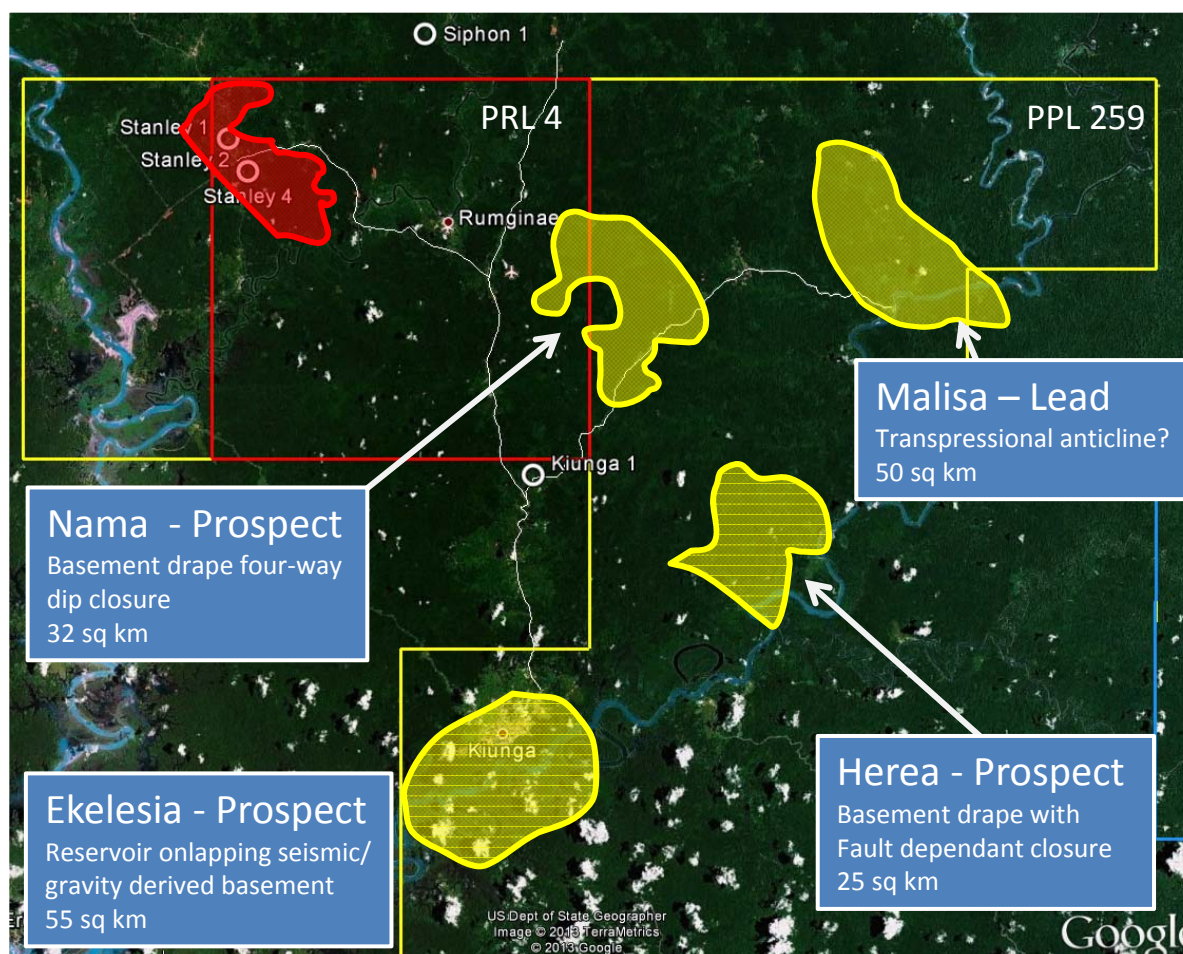 Siphon 1
PRL 4
PPL 259
Stanley 1
Stanley 2
Stanley 4
Rumginae
Malisa – Lead
Transpressional anticline?
50 sq km
Kiunga 1
Nama - Prospect
Basement drape four-way
dip closure
32 sq km
Kiunga
Herea - Prospect
Basement drape with
Fault dependant closure
25 sq km
Ekelesia - Prospect
Reservoir onlapping seismic/
gravity derived basement
55 sq km
US Dept of State Geographer
Image © 2013 TerraMetrics
© 2013 Google
Google